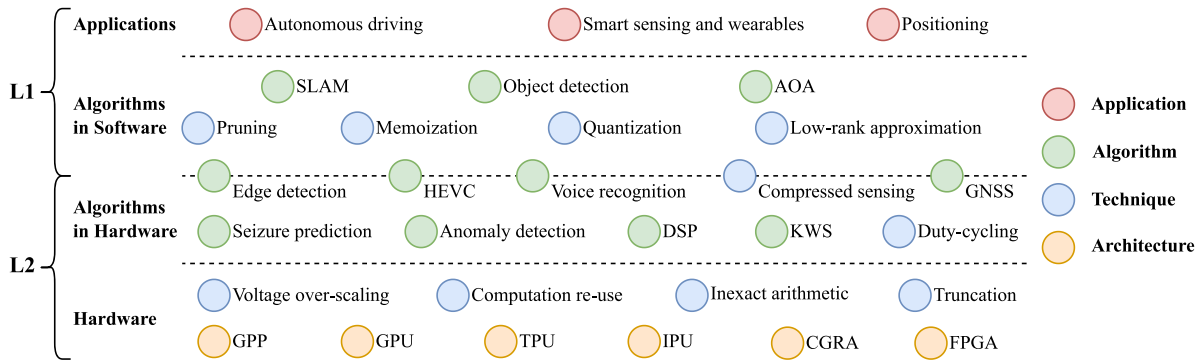 Applications
Autonomous driving
Smart sensing and wearables
Positioning
L1
SLAM
Object detection
AOA
Algorithms
in Software
Pruning
Memoization
Quantization
Low-rank approximation
Edge detection
HEVC
Voice recognition
Compressed sensing
GNSS
Algorithms
in Hardware
Seizure prediction
Anomaly detection
DSP
KWS
Duty-cycling
L2
Hardware
Voltage over-scaling
Computation re-use
Inexact arithmetic
Truncation
GPP
GPU
TPU
IPU
CGRA
FPGA
Application
Algorithm
Technique
Architecture